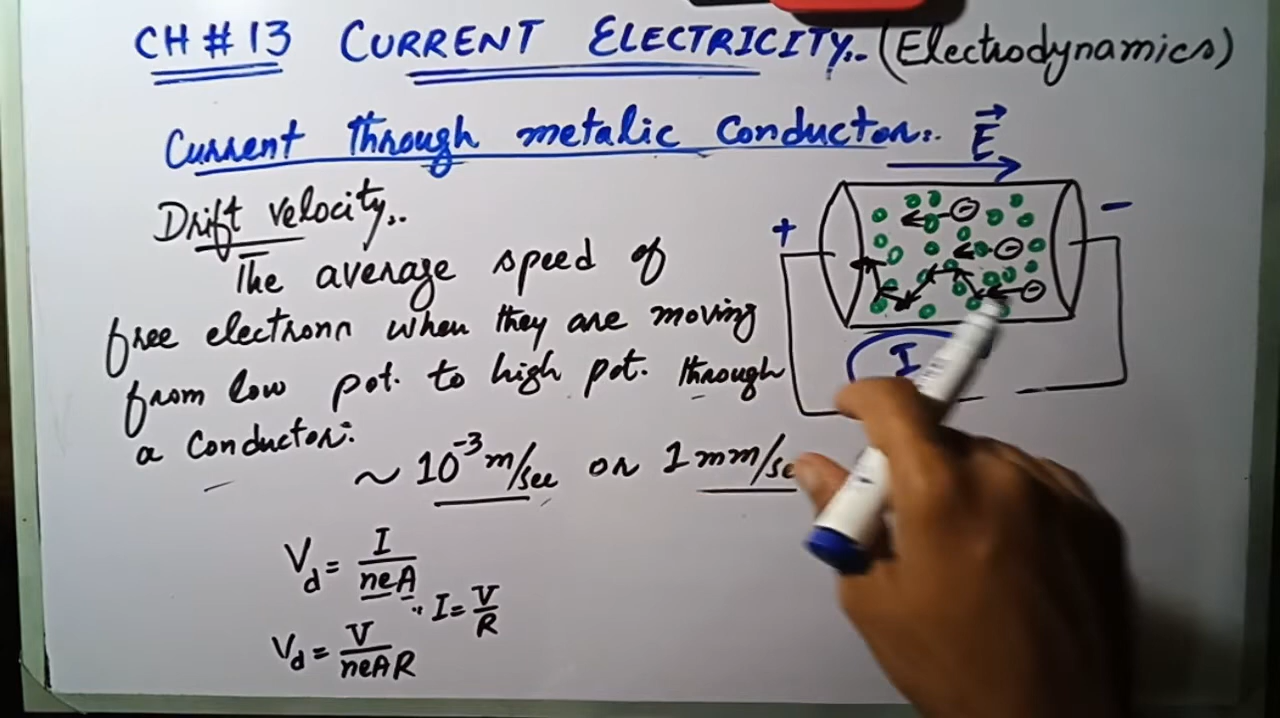 CH # 13 CURRENT ELECTRICITY.. (Electrodynamics)
Current through metalic conductor:.
E
Drift velocity..
+ −
The average speed of
free electronn when they are moving
from low pot. to high pot. through
a conductor:
I
~ 10⁻³ m/sec or 1 mm/se
V_d = I/neA
∵ I = V/R
V_d = V/neAR